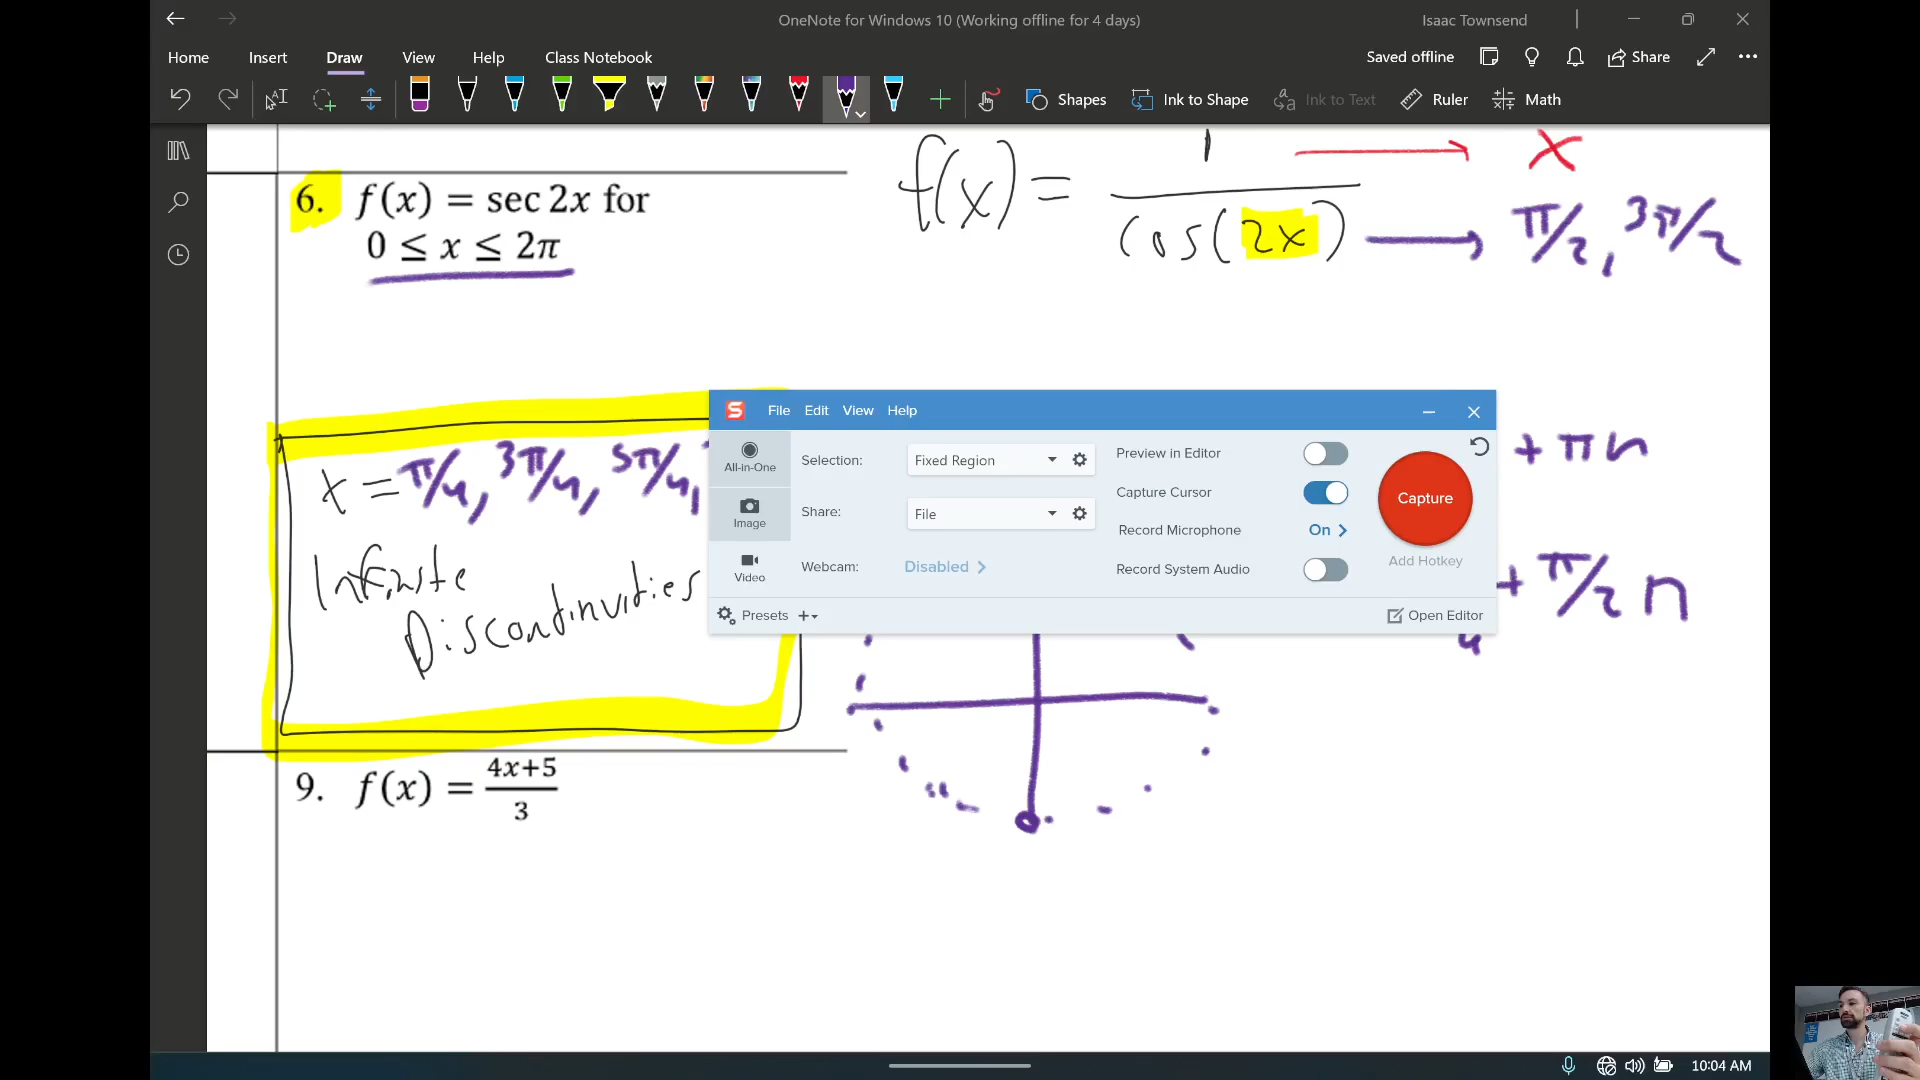 OneNote for Windows 10 (Working offline for 4 days)
Isaac Townsend
Home Insert Draw View Help Class Notebook
Saved offline Share
Shapes Ink to Shape Ink to Text Ruler Math
6. f(x) = sec 2x for
0 ≤ x ≤ 2π
f(x) = 1 / cos(2x)
→ x
→ π/2, 3π/2
x = π/4, 3π/4, 5π/4,
Infinite
Discontinuities
File Edit View Help
All-in-One
Image
Video
Selection: Fixed Region
Share: File
Webcam: Disabled
Preview in Editor
Capture Cursor
Record Microphone On
Record System Audio
Capture
Add Hotkey
Presets
Open Editor
+ πn
+ π/2 n
4
9. f(x) = 4x+5 / 3
10:04 AM